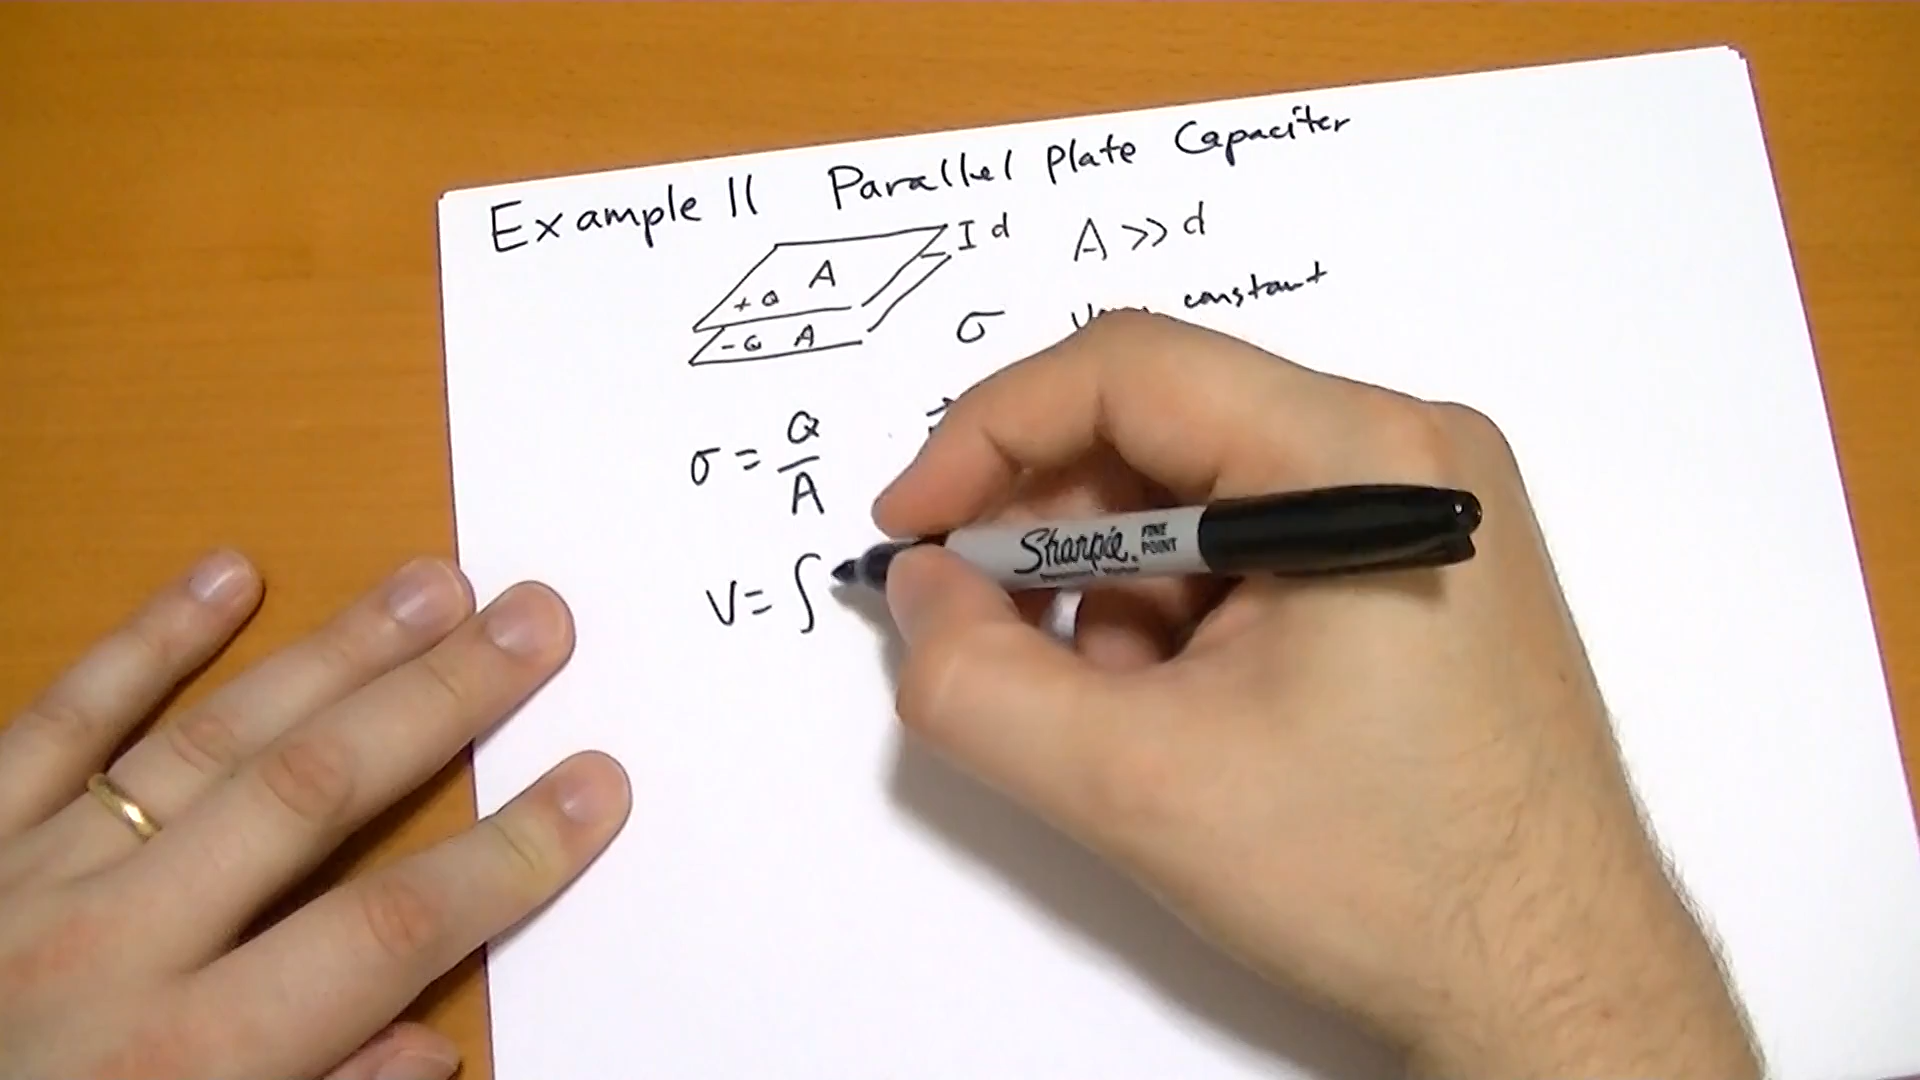 Example 11 Parallel Plate Capaciter
I d A >> d
A
+Q
σ constant
-Q A
σ = Q/A
V = ∫
Sharpie. FINE POINT